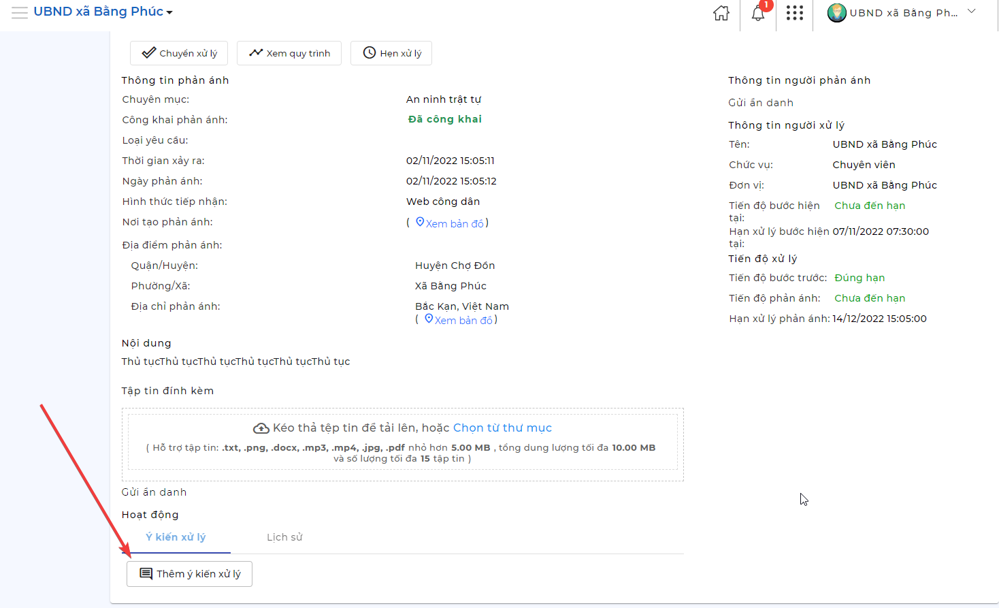 UBND xã Bằng Phúc
1
UBND xã Bằng Ph...
Chuyển xử lý
Xem quy trình
Hẹn xử lý
Thông tin phản ánh
Chuyên mục: An ninh trật tự
Công khai phản ánh: Đã công khai
Loại yêu cầu:
Thời gian xảy ra: 02/11/2022 15:05:11
Ngày phản ánh: 02/11/2022 15:05:12
Hình thức tiếp nhận: Web công dân
Nơi tạo phản ánh: ( Xem bản đồ)
Địa điểm phản ánh:
Quận/Huyện: Huyện Chợ Đồn
Phường/Xã: Xã Bằng Phúc
Địa chỉ phản ánh: Bắc Kạn, Việt Nam
( Xem bản đồ)
Nội dung
Thủ tụcThủ tụcThủ tụcThủ tụcThủ tụcThủ tục
Tập tin đính kèm
Kéo thả tệp tin để tải lên, hoặc Chọn từ thư mục
( Hỗ trợ tập tin: .txt, .png, .docx, .mp3, .mp4, .jpg, .pdf nhỏ hơn 5.00 MB , tổng dung lượng tối đa 10.00 MB
và số lượng tối đa 15 tập tin )
Gửi ẩn danh
Hoạt động
Ý kiến xử lý
Lịch sử
Thêm ý kiến xử lý
Thông tin người phản ánh
Gửi ẩn danh
Thông tin người xử lý
Tên: UBND xã Bằng Phúc
Chức vụ: Chuyên viên
Đơn vị: UBND xã Bằng Phúc
Tiến độ bước hiện Chưa đến hạn
tại:
Hạn xử lý bước hiện 07/11/2022 07:30:00
tại:
Tiến độ xử lý
Tiến độ bước trước: Đúng hạn
Tiến độ phản ánh: Chưa đến hạn
Hạn xử lý phản ánh: 14/12/2022 15:05:00